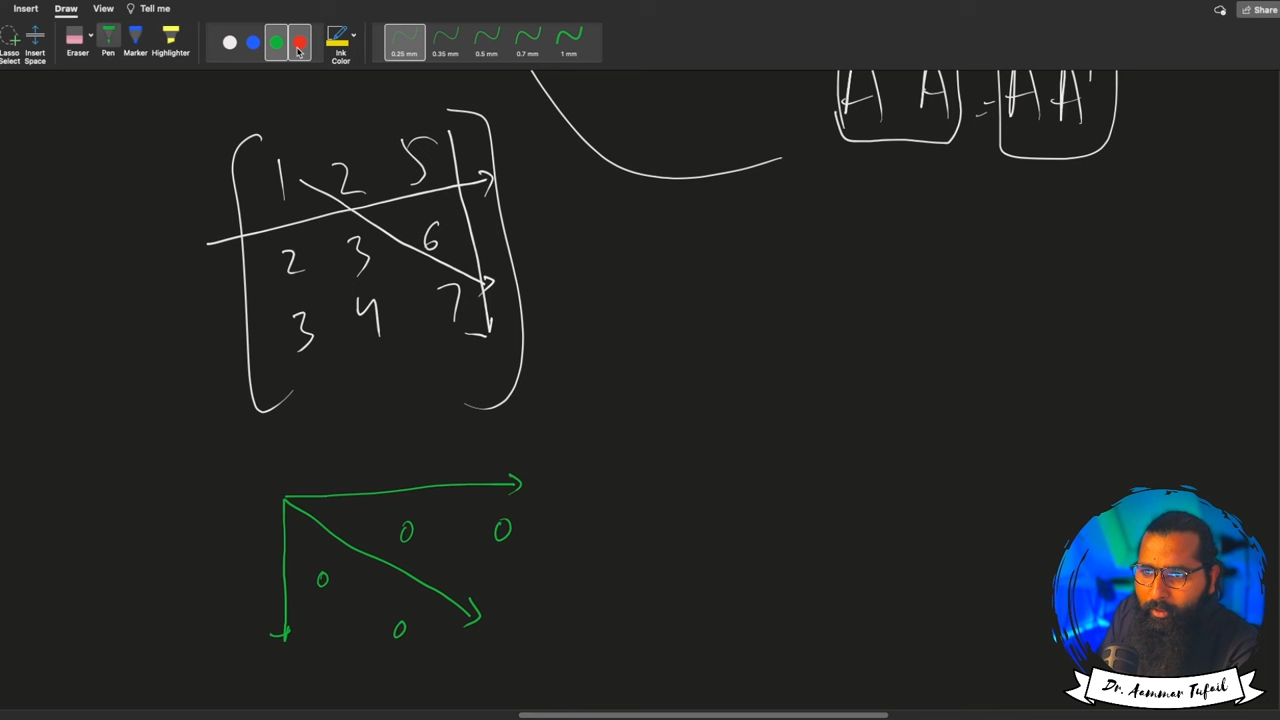 Insert Draw View Tell me
Share
Lasso Select
Insert Space
Eraser
Pen
Marker
Highlighter
Ink Color
0.25 mm
0.35 mm
0.5 mm
0.7 mm
1 mm
A A = A A'
1 2 5
2 3 6
3 4 7
0 0
0
0
Dr. Aammar Tufail